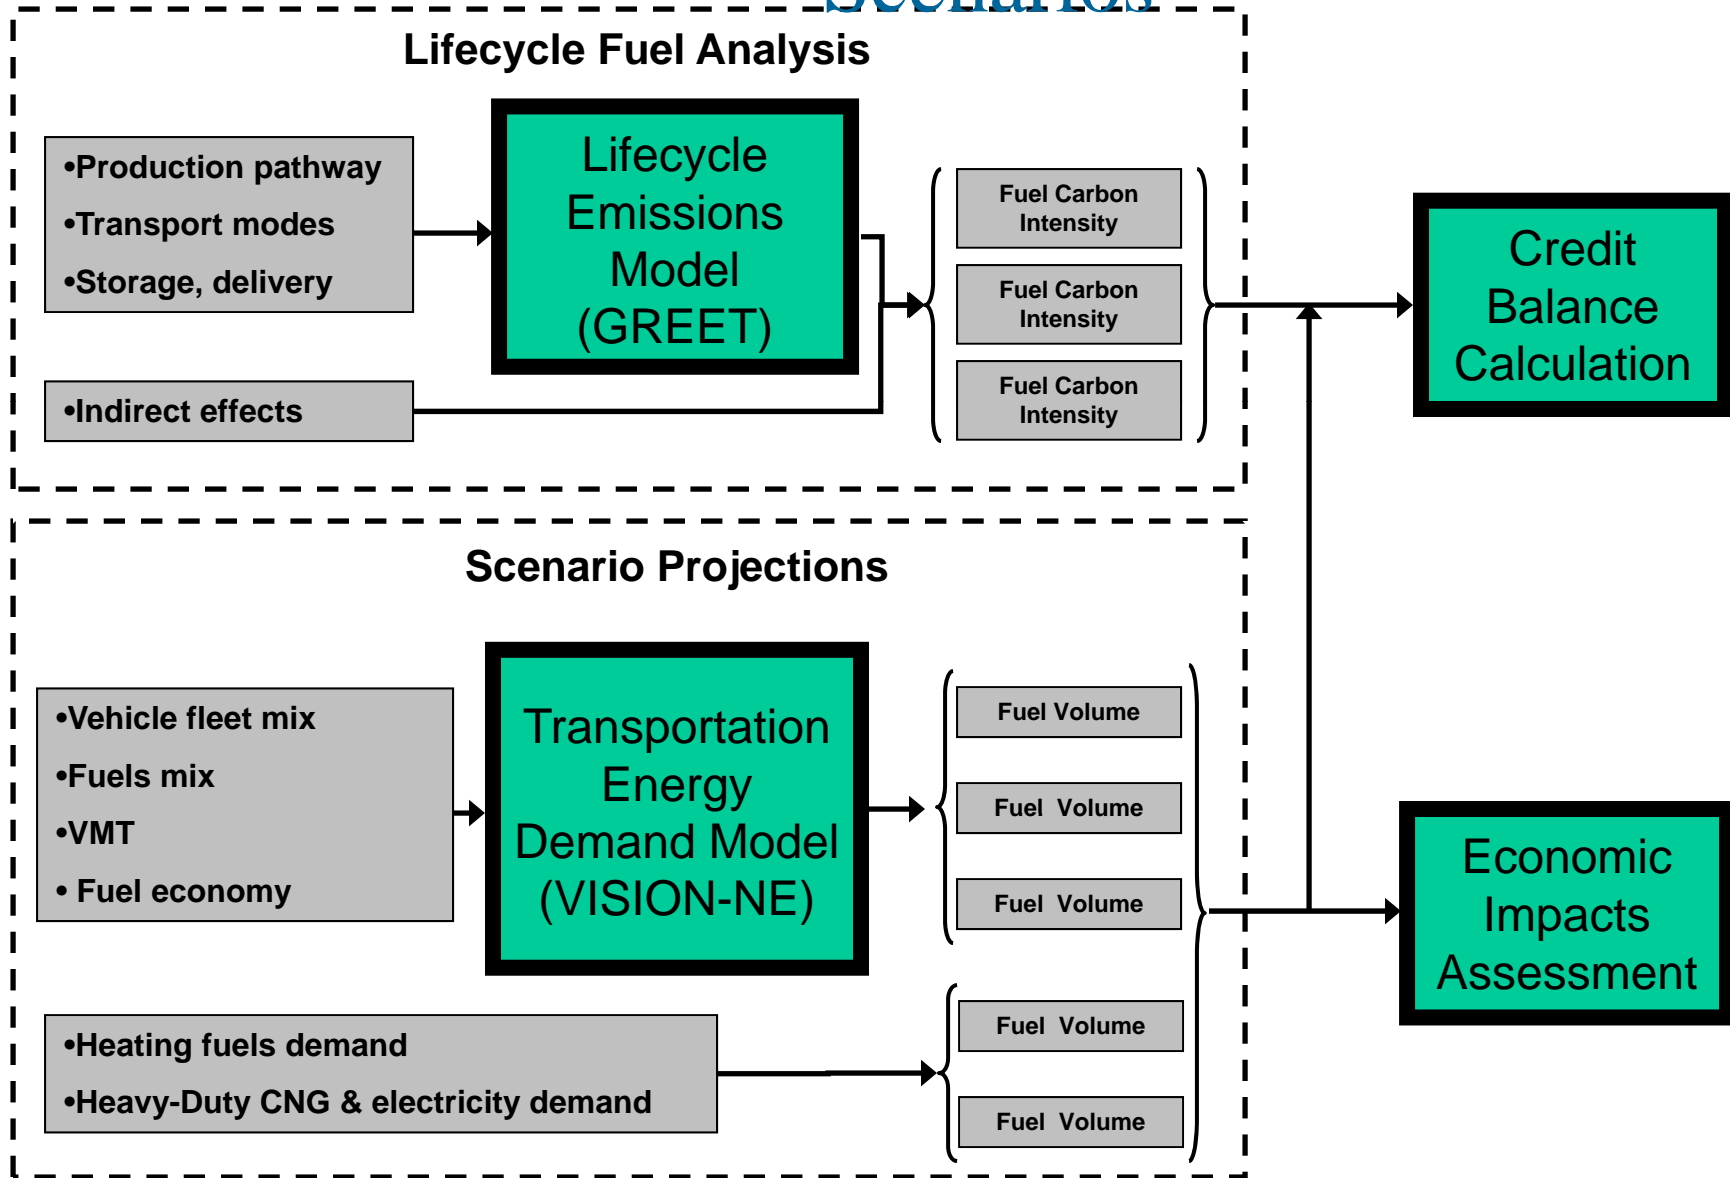 Scenarios
Lifecycle Fuel Analysis
•Production pathway
•Transport modes
•Storage, delivery
•Indirect effects
Lifecycle
Emissions
Model
(GREET)
Fuel Carbon
Intensity
Fuel Carbon
Intensity
Fuel Carbon
Intensity
Credit
Balance
Calculation
Scenario Projections
•Vehicle fleet mix
•Fuels mix
•VMT
• Fuel economy
Transportation
Energy
Demand Model
(VISION-NE)
Fuel Volume
Fuel Volume
Fuel Volume
•Heating fuels demand
•Heavy-Duty CNG & electricity demand
Fuel Volume
Fuel Volume
Economic
Impacts
Assessment